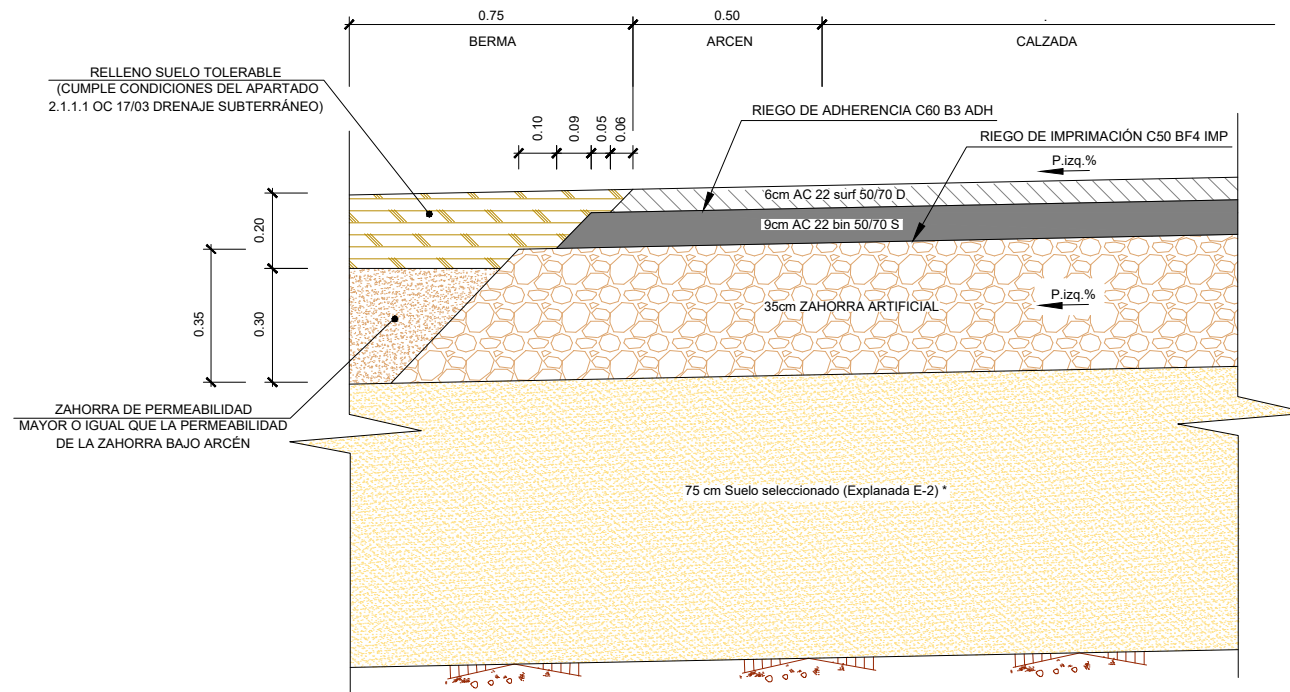 0.75
0.50
BERMA
ARCEN
CALZADA
RELLENO SUELO TOLERABLE
(CUMPLE CONDICIONES DEL APARTADO
2.1.1.1 OC 17/03 DRENAJE SUBTERRÁNEO)
0.10
0.09
0.05
0.06
RIEGO DE ADHERENCIA C60 B3 ADH
RIEGO DE IMPRIMACIÓN C50 BF4 IMP
P.izq.%
6cm AC 22 surf 50/70 D
9cm AC 22 bin 50/70 S
0.20
0.35
0.30
P.izq.%
35cm ZAHORRA ARTIFICIAL
ZAHORRA DE PERMEABILIDAD
MAYOR O IGUAL QUE LA PERMEABILIDAD
DE LA ZAHORRA BAJO ARCÉN
75 cm Suelo seleccionado (Explanada E-2) *